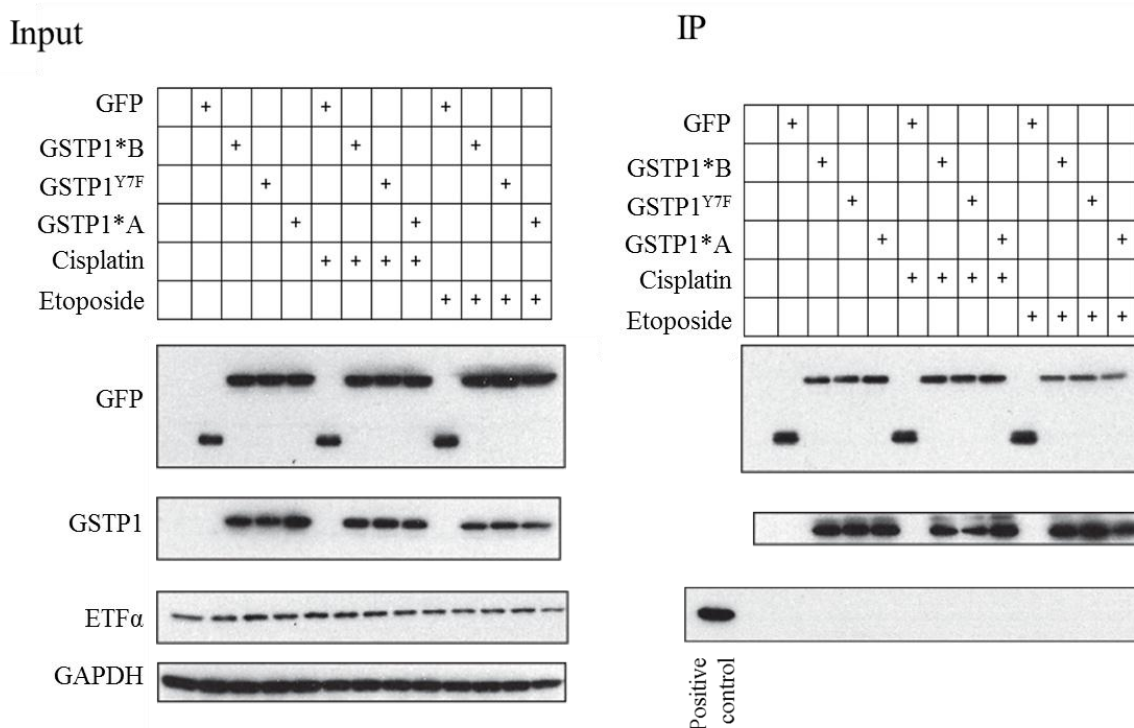 Input
GFP + + +
GSTP1*B + + +
GSTP1Y7F + + +
GSTP1*A + + +
Cisplatin + + + +
Etoposide + + + +
GFP
GSTP1
ETFα
GAPDH
IP
GFP + + +
GSTP1*B + + +
GSTP1Y7F + + +
GSTP1*A + + +
Cisplatin + + + +
Etoposide + + + +
Positive
control